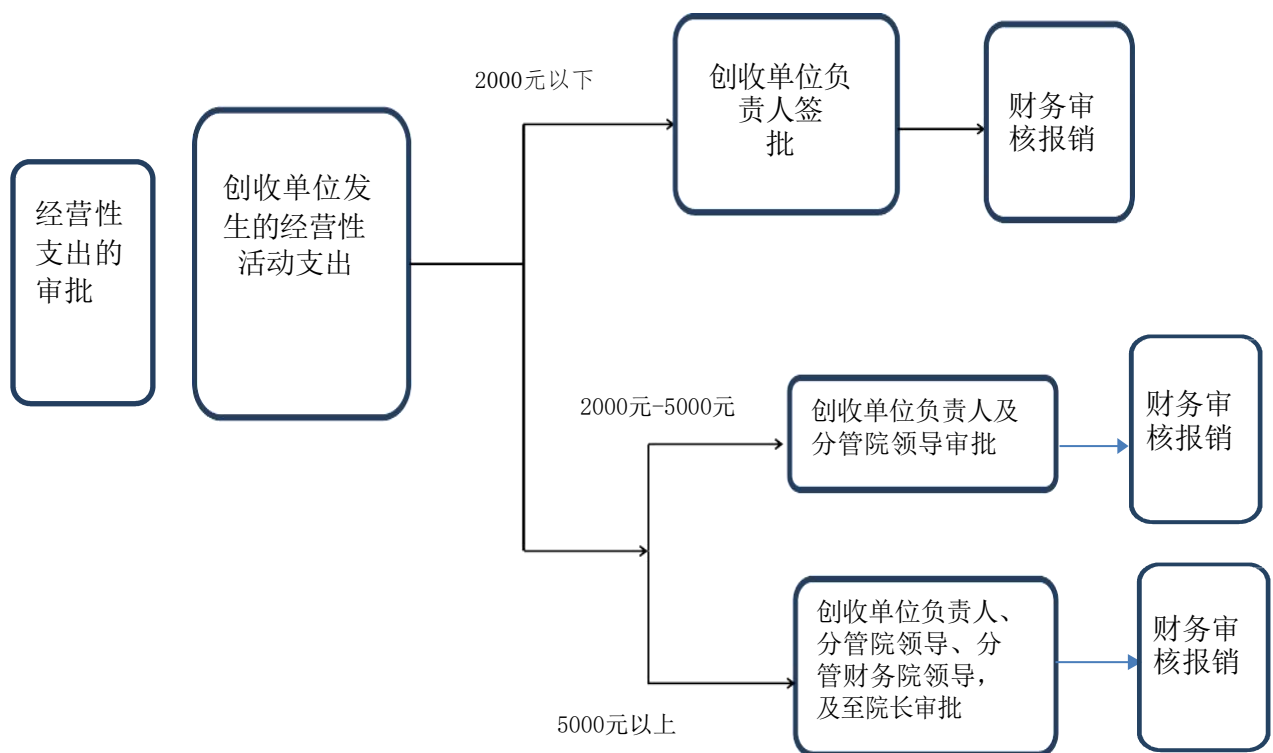 经营性
支出的
审批
创收单位发
生的经营性
活动支出
2000元以下
创收单位负
责人签
批
财务审
核报销
2000元-5000元
创收单位负责人及
分管院领导审批
财务审
核报销
5000元以上
创收单位负责人、
分管院领导、分
管财务院领导，
及至院长审批
财务审
核报销